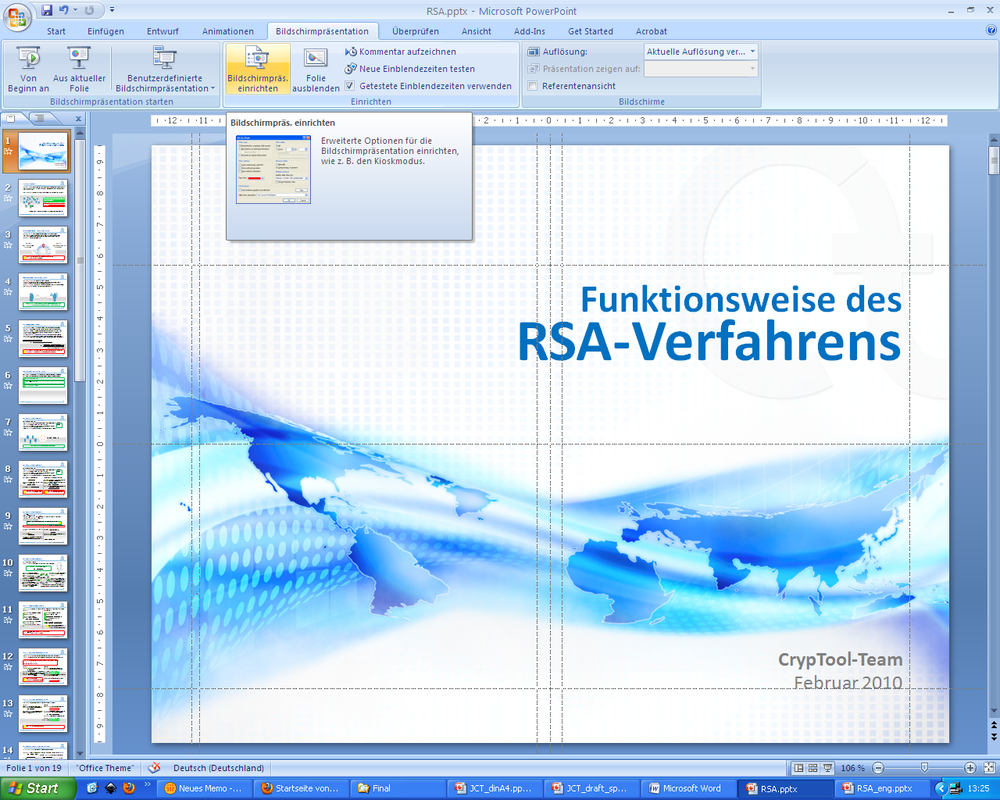 RSA.pptx - Microsoft PowerPoint
Start Einfügen Entwurf Animationen Bildschirmpräsentation Überprüfen Ansicht Add-Ins Get Started Acrobat
Von Beginn an
Aus aktueller Folie
Benutzerdefinierte Bildschirmpräsentation
Bildschirmpräsentation starten
Bildschirmpräs. einrichten
Folie ausblenden
Kommentar aufzeichnen
Neue Einblendezeiten testen
Getestete Einblendezeiten verwenden
Einrichten
Auflösung: Aktuelle Auflösung ver...
Präsentation zeigen auf:
Referentenansicht
Bildschirme
Bildschirmpräs. einrichten
Erweiterte Optionen für die
Bildschirmpräsentation einrichten,
wie z. B. den Kioskmodus.
1
2
3
4
5
6
7
8
9
10
11
12
13
14
Funktionsweise des
RSA-Verfahrens
CrypTool-Team
Februar 2010
Folie 1 von 19 "Office Theme" Deutsch (Deutschland) 106 %
Start Neues Memo -... Startseite von... Final JCT_dinA4.pp... JCT_draft_sp... Microsoft Word RSA.pptx RSA_eng.pptx 13:25